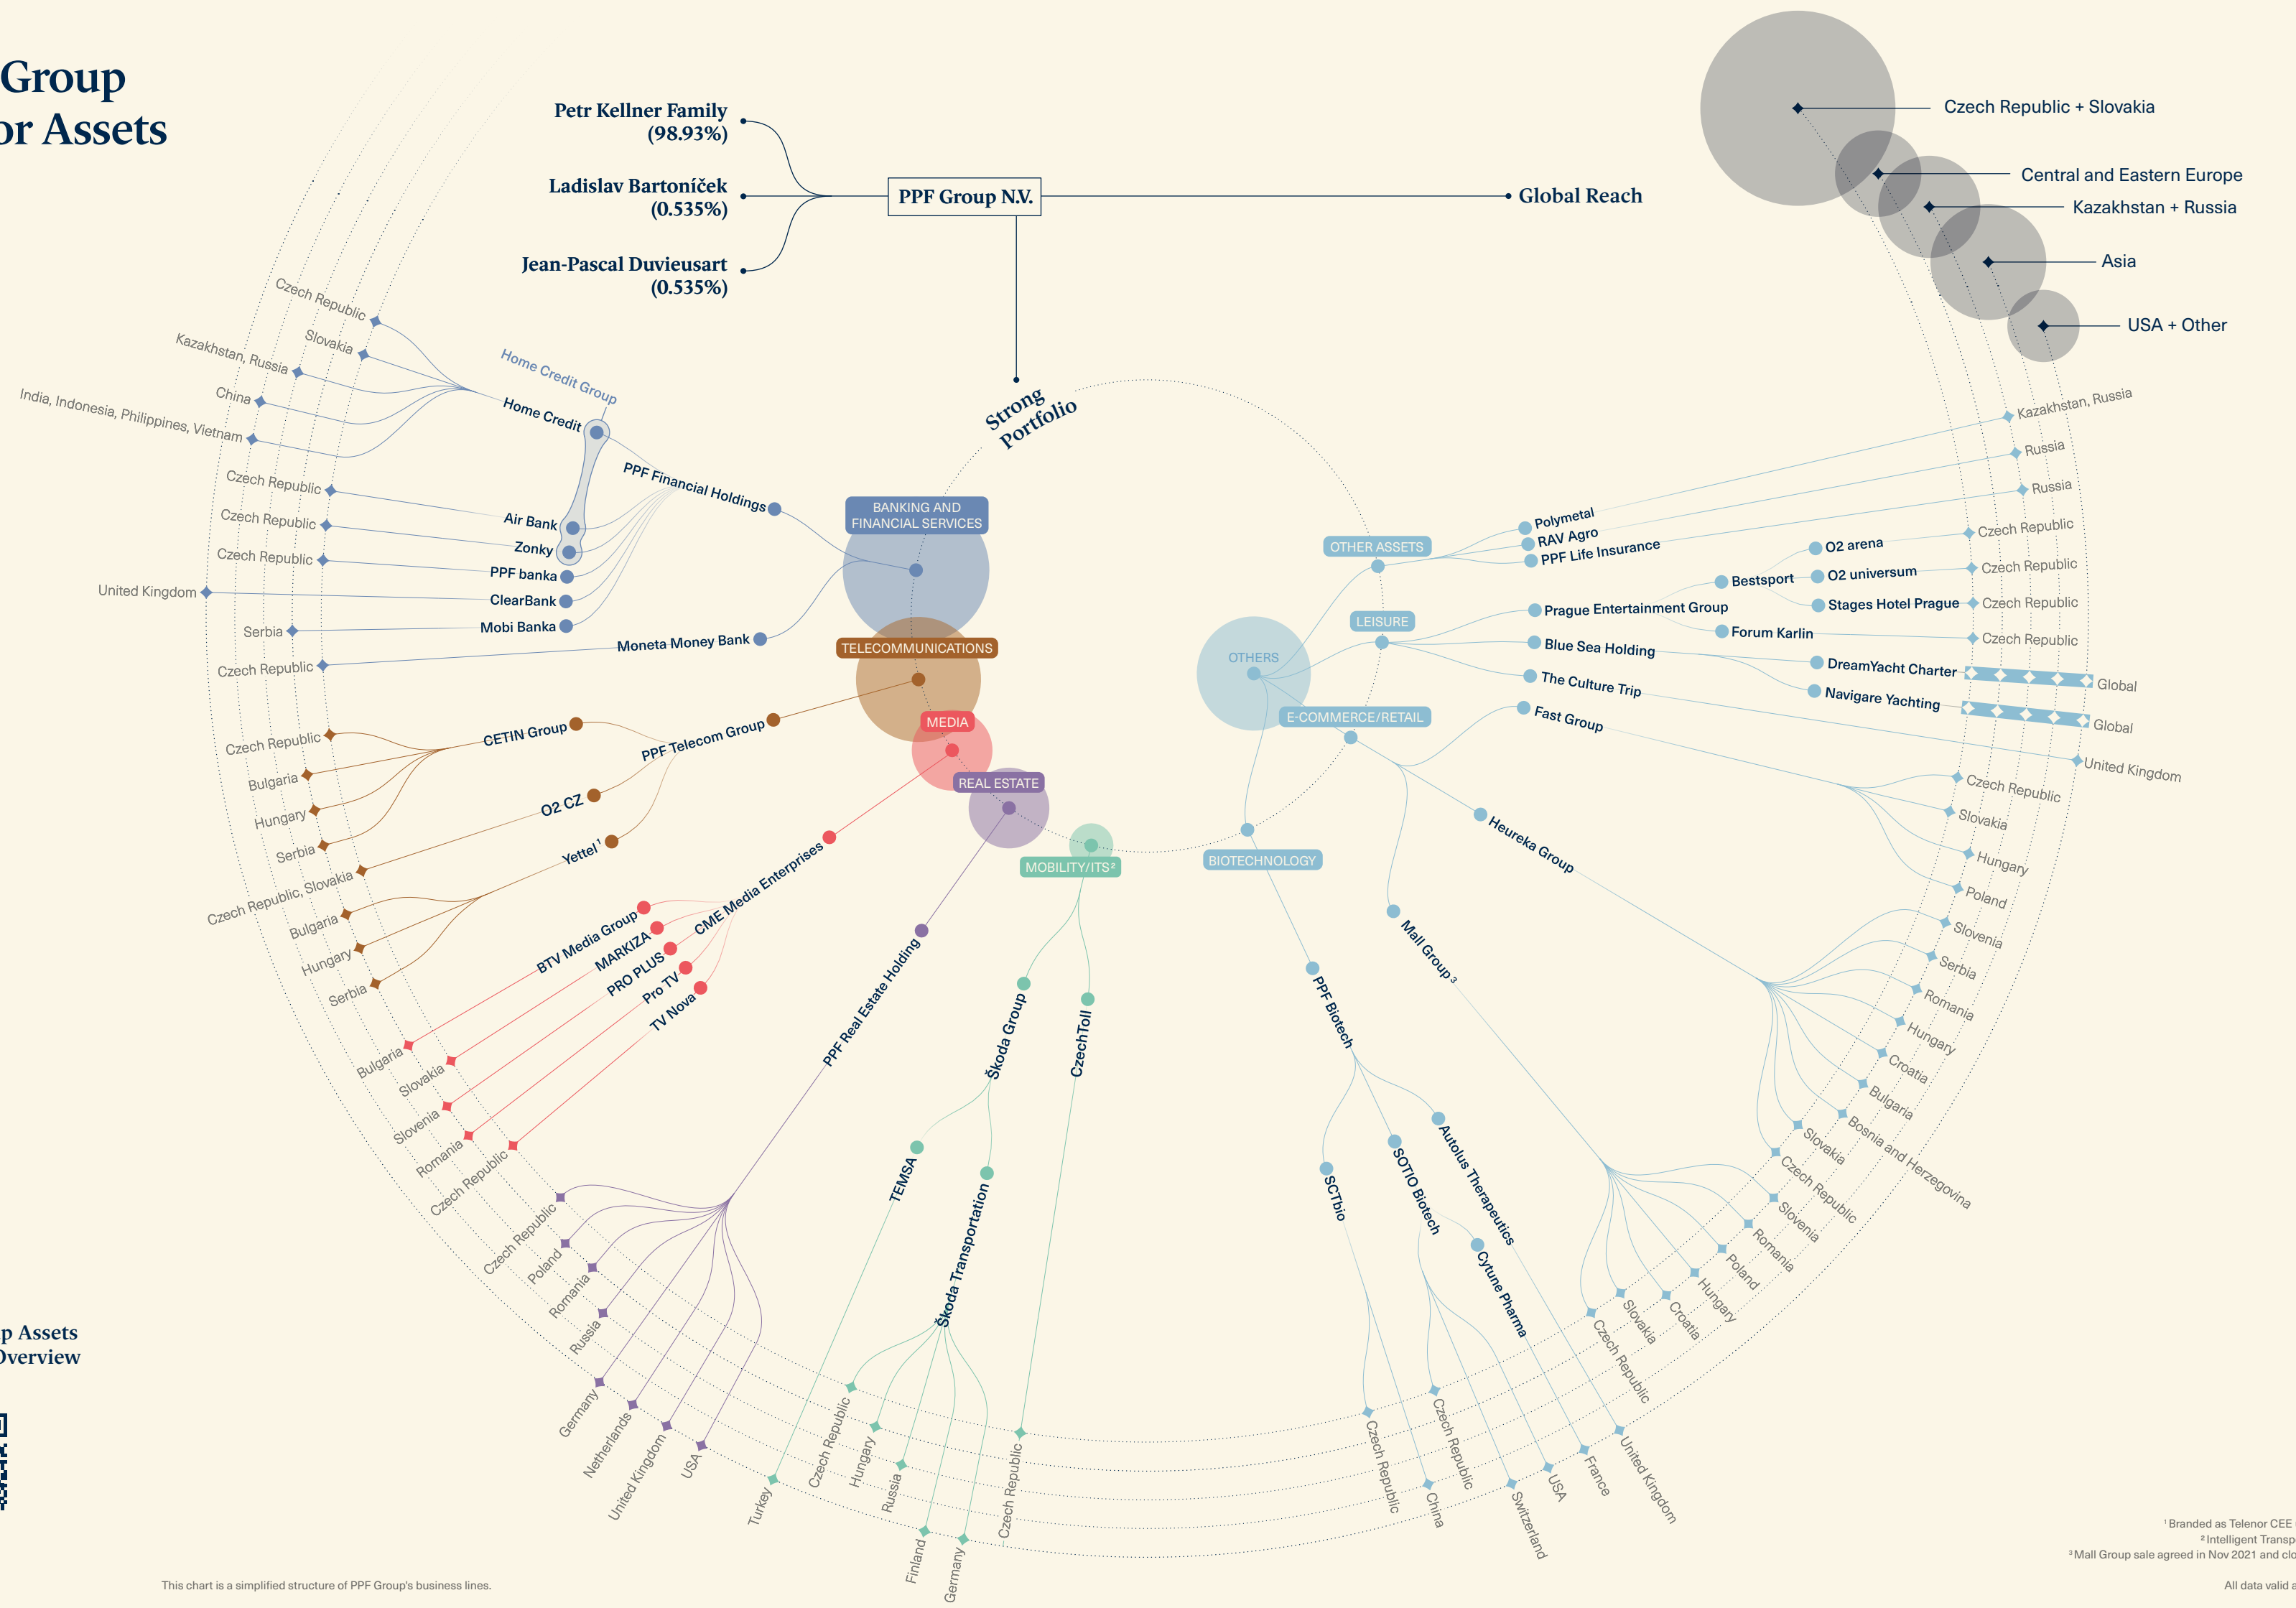 Group
or Assets
Petr Kellner Family
(98.93%)
Ladislav Bartoníček
(0.535%)
Jean-Pascal Duvieusart
(0.535%)
PPF Group N.V.
Global Reach
Czech Republic + Slovakia
Central and Eastern Europe
Kazakhstan + Russia
Asia
USA + Other
Strong
Portfolio
BANKING AND
FINANCIAL SERVICES
PPF Financial Holdings
Home Credit Group
Home Credit
Czech Republic
Slovakia
Kazakhstan, Russia
China
India, Indonesia, Philippines, Vietnam
Air Bank
Czech Republic
Zonky
Czech Republic
PPF banka
Czech Republic
ClearBank
United Kingdom
Mobi Banka
Serbia
Moneta Money Bank
Czech Republic
TELECOMMUNICATIONS
PPF Telecom Group
CETIN Group
Czech Republic
Bulgaria
Hungary
Serbia
O2 CZ
Czech Republic, Slovakia
Yettel ¹
Bulgaria
Hungary
Serbia
MEDIA
CME Media Enterprises
BTV Media Group
Bulgaria
MARKIZA
Slovakia
PRO PLUS
Slovenia
Pro TV
Romania
TV Nova
Czech Republic
REAL ESTATE
PPF Real Estate Holding
Czech Republic
Poland
Romania
Russia
Germany
Netherlands
United Kingdom
USA
MOBILITY/ITS²
Škoda Group
TEMSA
Turkey
Škoda Transportation
Czech Republic
Hungary
Russia
Finland
Germany
CzechToll
Czech Republic
OTHERS
BIOTECHNOLOGY
PPF Biotech
SCTbio
Czech Republic
China
SOTIO Biotech
Czech Republic
Switzerland
USA
Cytune Pharma
France
Autolus Therapeutics
United Kingdom
E-COMMERCE/RETAIL
Mall Group ³
Czech Republic
Slovakia
Croatia
Hungary
Poland
Romania
Slovenia
Heureka Group
Czech Republic
Slovakia
Bosnia and Herzegovina
Bulgaria
Croatia
Hungary
Romania
Serbia
Slovenia
Fast Group
Poland
Hungary
Slovakia
Czech Republic
LEISURE
The Culture Trip
United Kingdom
Blue Sea Holding
Navigare Yachting
Global
DreamYacht Charter
Global
Prague Entertainment Group
Forum Karlin
Czech Republic
Bestsport
Stages Hotel Prague
Czech Republic
O2 universum
Czech Republic
O2 arena
Czech Republic
OTHER ASSETS
PPF Life Insurance
Russia
RAV Agro
Russia
Polymetal
Kazakhstan, Russia
p Assets
Overview
This chart is a simplified structure of PPF Group's business lines.
¹ Branded as Telenor CEE
² Intelligent Transp
³ Mall Group sale agreed in Nov 2021 and clo
All data valid a